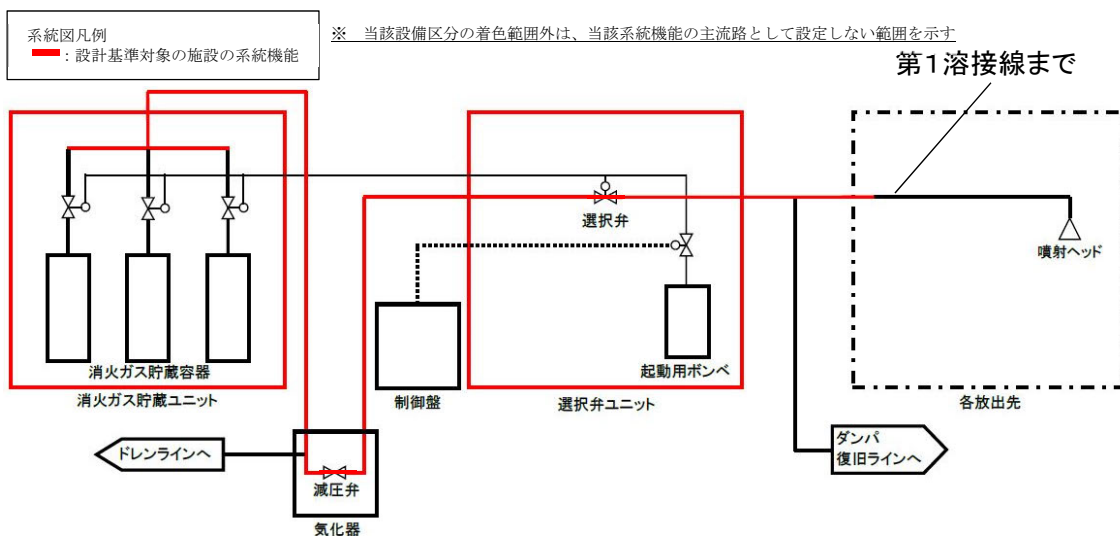 系統図凡例
：設計基準対象の施設の系統機能
※　当該設備区分の着色範囲外は、当該系統機能の主流路として設定しない範囲を示す
第１溶接線まで
選択弁
噴射ヘッド
消火ガス貯蔵容器
消火ガス貯蔵ユニット
制御盤
起動用ボンベ
選択弁ユニット
各放出先
ドレンラインへ
減圧弁
気化器
ダンパ
復旧ラインへ